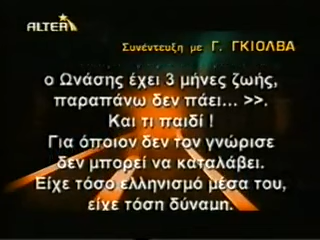 ALTER
Συνέντευξη με Γ. ΓΚΙΟΛΒΑ
ο Ωνάσης έχει 3 μήνες ζωής,
παραπάνω δεν πάει... >>.
Και τι παιδί !
Για όποιον δεν τον γνώρισε
δεν μπορεί να καταλάβει.
Είχε τόσο ελληνισμό μέσα του,
είχε τόση δύναμη.